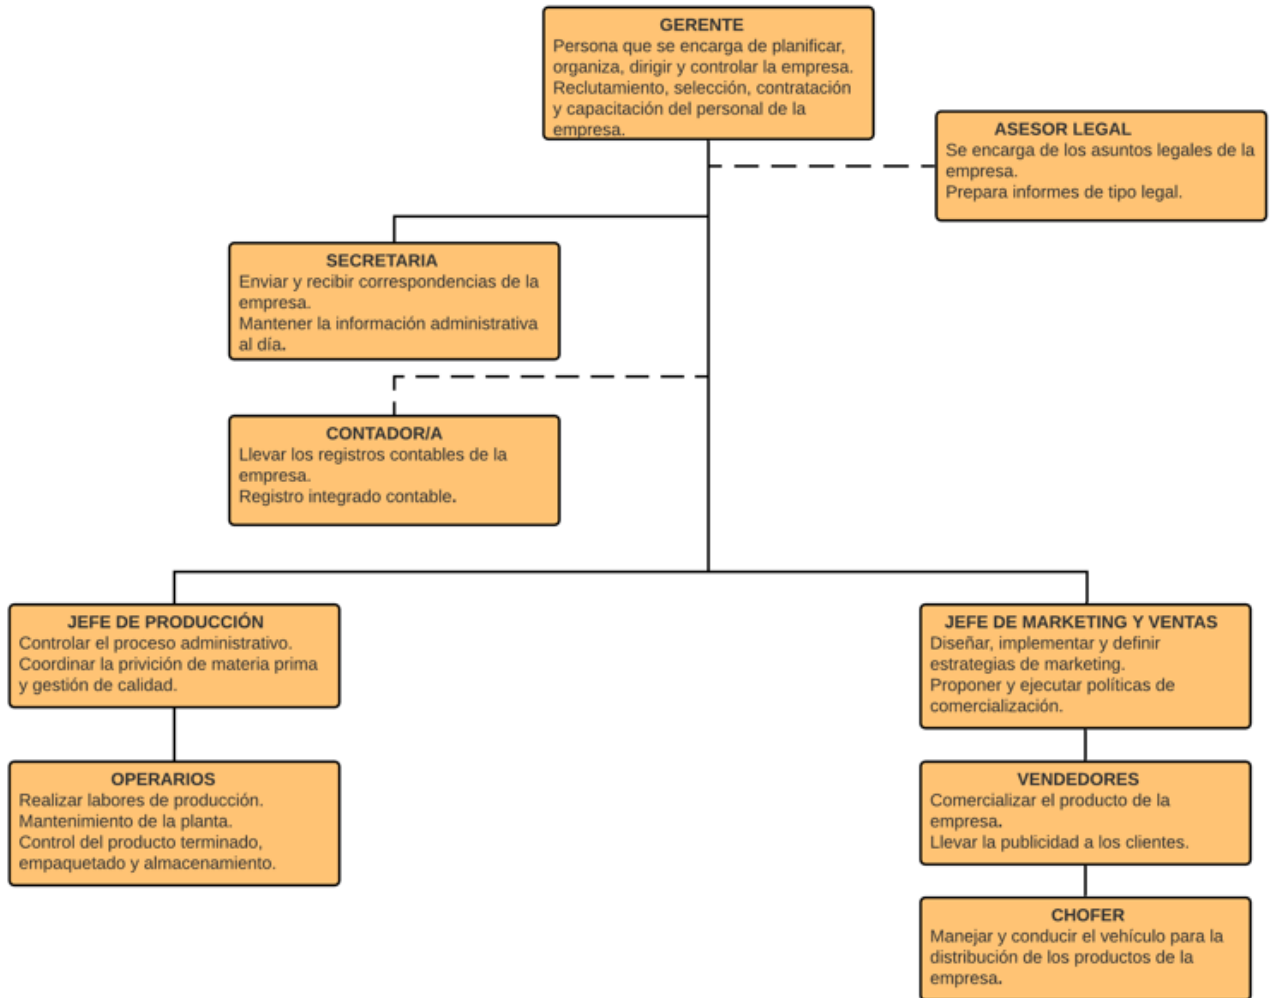 GERENTE
Persona que se encarga de planificar,
organiza, dirigir y controlar la empresa.
Reclutamiento, selección, contratación
y capacitación del personal de la
empresa.
ASESOR LEGAL
Se encarga de los asuntos legales de la
empresa.
Prepara informes de tipo legal.
SECRETARIA
Enviar y recibir correspondencias de la
empresa.
Mantener la información administrativa
al día.
CONTADOR/A
Llevar los registros contables de la
empresa.
Registro integrado contable.
JEFE DE PRODUCCIÓN
Controlar el proceso administrativo.
Coordinar la privición de materia prima
y gestión de calidad.
JEFE DE MARKETING Y VENTAS
Diseñar, implementar y definir
estrategias de marketing.
Proponer y ejecutar políticas de
comercialización.
OPERARIOS
Realizar labores de producción.
Mantenimiento de la planta.
Control del producto terminado,
empaquetado y almacenamiento.
VENDEDORES
Comercializar el producto de la
empresa.
Llevar la publicidad a los clientes.
CHOFER
Manejar y conducir el vehículo para la
distribución de los productos de la
empresa.